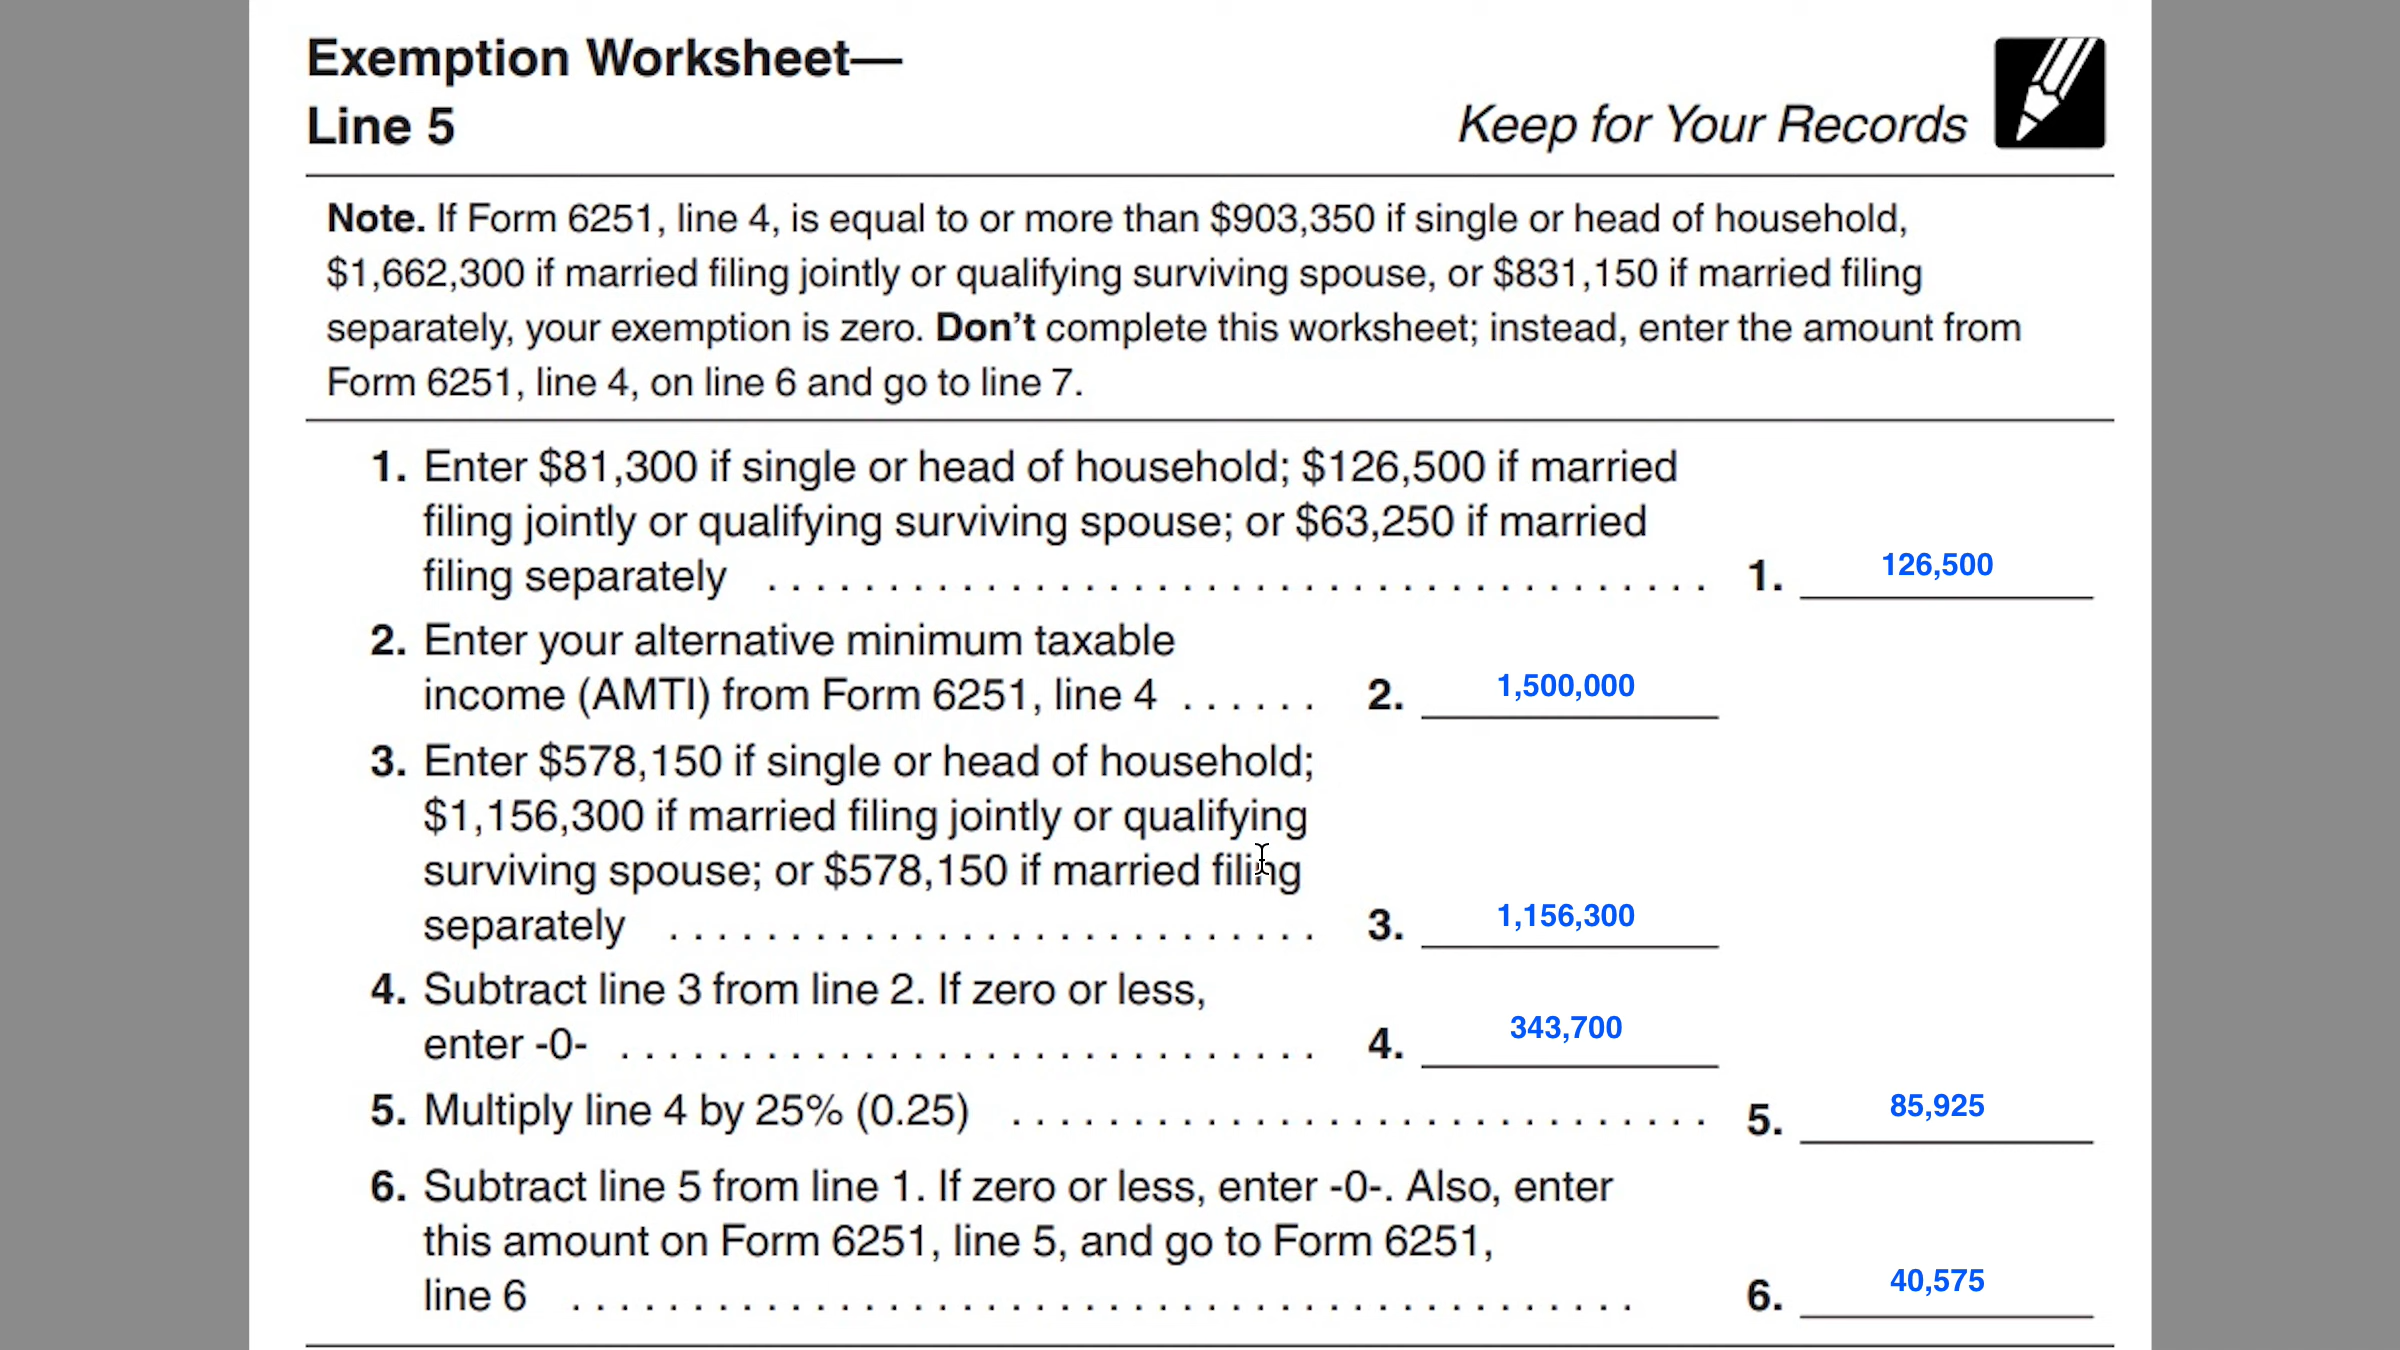 Exemption Worksheet—
Line 5
Keep for Your Records
Note. If Form 6251, line 4, is equal to or more than $903,350 if single or head of household,
$1,662,300 if married filing jointly or qualifying surviving spouse, or $831,150 if married filing
separately, your exemption is zero. Don’t complete this worksheet; instead, enter the amount from
Form 6251, line 4, on line 6 and go to line 7.
1. Enter $81,300 if single or head of household; $126,500 if married
filing jointly or qualifying surviving spouse; or $63,250 if married
filing separately . . . . . . . . . . . . . . . . . . . . . . . . . . . . . . . . . . . . . . . 1. 126,500
2. Enter your alternative minimum taxable
income (AMTI) from Form 6251, line 4 . . . . . . 2. 1,500,000
3. Enter $578,150 if single or head of household;
$1,156,300 if married filing jointly or qualifying
surviving spouse; or $578,150 if married filing
separately . . . . . . . . . . . . . . . . . . . . . . . . . . . 3. 1,156,300
4. Subtract line 3 from line 2. If zero or less,
enter -0- . . . . . . . . . . . . . . . . . . . . . . . . . . . . . 4. 343,700
5. Multiply line 4 by 25% (0.25) . . . . . . . . . . . . . . . . . . . . . . . . . . . . . 5. 85,925
6. Subtract line 5 from line 1. If zero or less, enter -0-. Also, enter
this amount on Form 6251, line 5, and go to Form 6251,
line 6 . . . . . . . . . . . . . . . . . . . . . . . . . . . . . . . . . . . . . . . . . . . . 6. 40,575